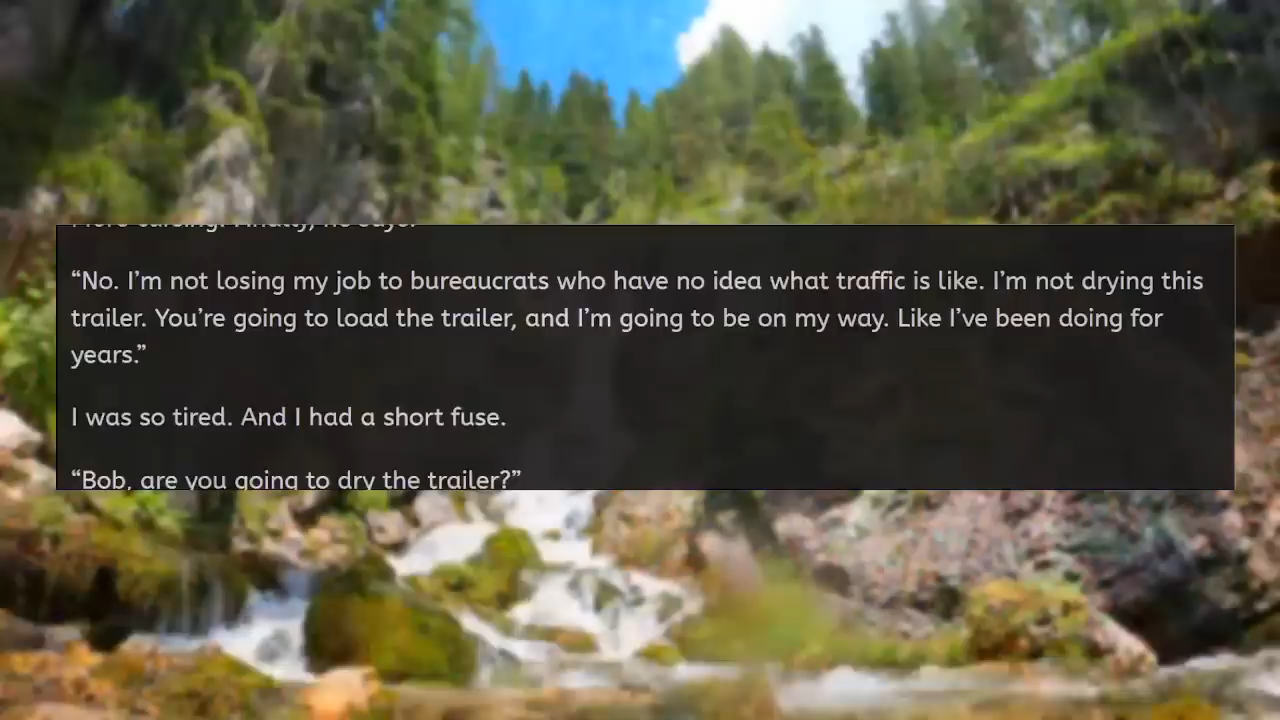 “No. I’m not losing my job to bureaucrats who have no idea what traffic is like. I’m not drying this
trailer. You’re going to load the trailer, and I’m going to be on my way. Like I’ve been doing for
years.”
I was so tired. And I had a short fuse.
“Bob, are you going to dry the trailer?”